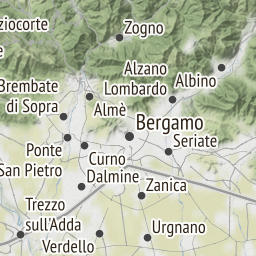 ziocorte
Zogno
Alzano
Lombardo
Albino
Brembate
di Sopra
Almè
Bergamo
Seriate
Ponte
San Pietro
Curno
Dalmine
Zanica
Trezzo
sull'Adda
Verdello
Urgnano